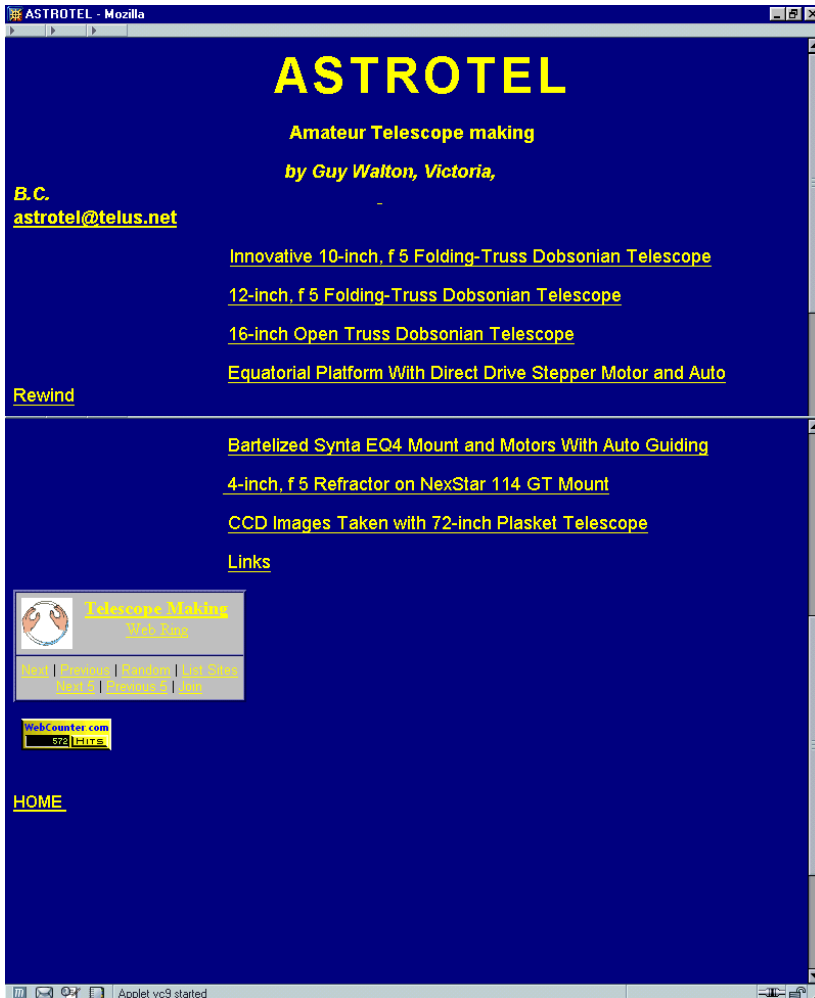 ASTROTEL - Mozilla
ASTROTEL
Amateur Telescope making
by Guy Walton, Victoria,
B.C.
astrotel@telus.net
Innovative 10-inch, f 5 Folding-Truss Dobsonian Telescope
12-inch, f 5 Folding-Truss Dobsonian Telescope
16-inch Open Truss Dobsonian Telescope
Equatorial Platform With Direct Drive Stepper Motor and Auto
Rewind
Bartelized Synta EQ4 Mount and Motors With Auto Guiding
4-inch, f 5 Refractor on NexStar 114 GT Mount
CCD Images Taken with 72-inch Plasket Telescope
Links
Telescope Making
Web Ring
Next | Previous | Random | List Sites
Next 5 | Previous 5 | Join
WebCounter.com
572 HITS
HOME
Applet vc9 started